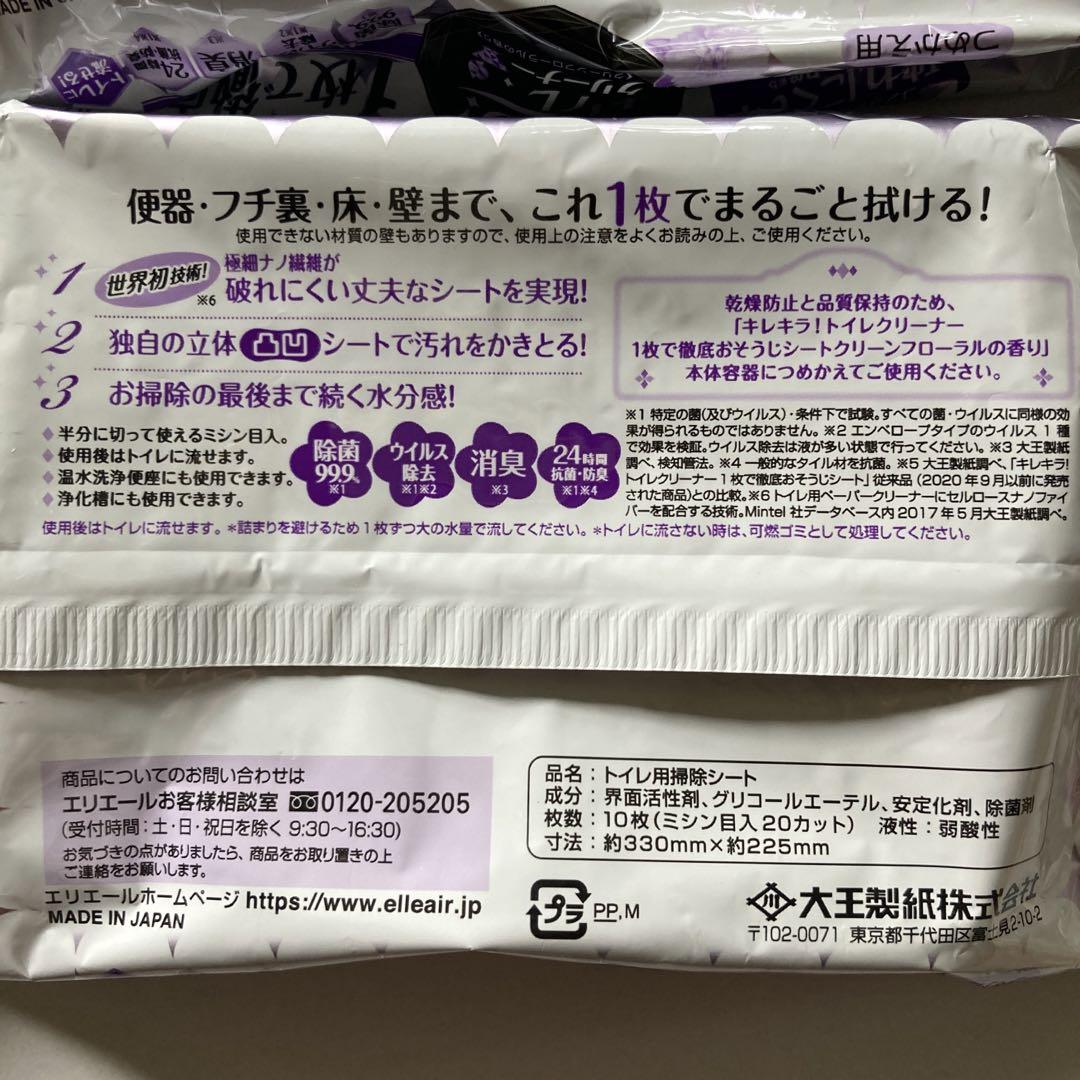 MADE IN
つめかえ用
クリーナー
1枚で
消臭
24時間
トイレに
流せる!
便器・フチ裏・床・壁まで、これ1枚でまるごと拭ける!
使用できない材質の壁もありますので、使用上の注意をよくお読みの上、ご使用ください。
1 世界初技術! ※6 極細ナノ繊維が
破れにくい丈夫なシートを実現!
2 独自の立体凸凹シートで汚れをかきとる!
3 お掃除の最後まで続く水分感!
◆半分に切って使えるミシン目入。
◆使用後はトイレに流せます。
◆温水洗浄便座にも使用できます。
◆浄化槽にも使用できます。
除菌
99.9%
※1
ウイルス
除去
※1※2
消臭
※3
24時間
抗菌・防臭
※1※4
乾燥防止と品質保持のため、
「キレキラ!トイレクリーナー
1枚で徹底おそうじシートクリーンフローラルの香り」
本体容器につめかえてご使用ください。
※1 特定の菌(及びウイルス)・条件下で試験。すべての菌・ウイルスに同様の効
果が得られるものではありません。※2 エンベロープタイプのウイルス 1 種
で効果を検証。ウイルス除去は液が多い状態で行ってください。※3 大王製紙
調べ、検知管法。※4 一般的なタイル材を抗菌。※5 大王製紙調べ、「キレキラ!
トイレクリーナー 1 枚で徹底おそうじシート」従来品(2020 年 9 月以前に発売
された商品)との比較。※6 トイレ用ペーパークリーナーにセルロースナノファイ
バーを配合する技術。Mintel 社データベース内 2017 年 5 月大王製紙調べ。
使用後はトイレに流せます。＊詰まりを避けるため 1 枚ずつ大の水量で流してください。＊トイレに流さない時は、可燃ゴミとして処理してください。
商品についてのお問い合わせは
エリエールお客様相談室 0120-205205
(受付時間:土・日・祝日を除く 9:30～16:30)
お気づきの点がありましたら、商品をお取り置きの上
ご連絡をお願いします。
エリエールホームページ https://www.elleair.jp
MADE IN JAPAN
品名:トイレ用掃除シート
成分:界面活性剤、グリコールエーテル、安定化剤、除菌剤
枚数:10枚(ミシン目入20カット) 液性:弱酸性
寸法:約330mm×約225mm
プラ PP,M
大王製紙株式会社
〒102-0071 東京都千代田区富士見2-10-2